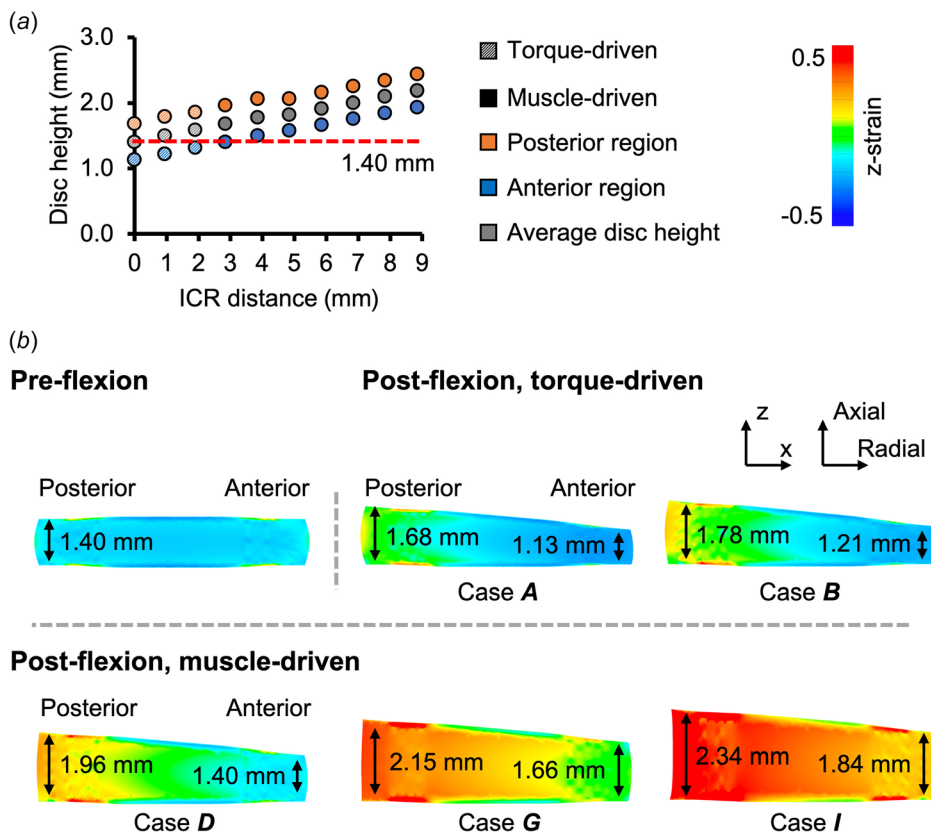 (a)
3.0
2.0
1.0
0.0
Disc height (mm)
1.40 mm
0 1 2 3 4 5 6 7 8 9
ICR distance (mm)
Torque-driven
Muscle-driven
Posterior region
Anterior region
Average disc height
0.5
-0.5
z-strain
(b)
Pre-flexion
Post-flexion, torque-driven
z
x
Axial
Radial
Posterior Anterior
1.40 mm
Posterior Anterior
1.68 mm 1.13 mm
Case A
1.78 mm 1.21 mm
Case B
Post-flexion, muscle-driven
Posterior Anterior
1.96 mm 1.40 mm
Case D
2.15 mm 1.66 mm
Case G
2.34 mm 1.84 mm
Case I